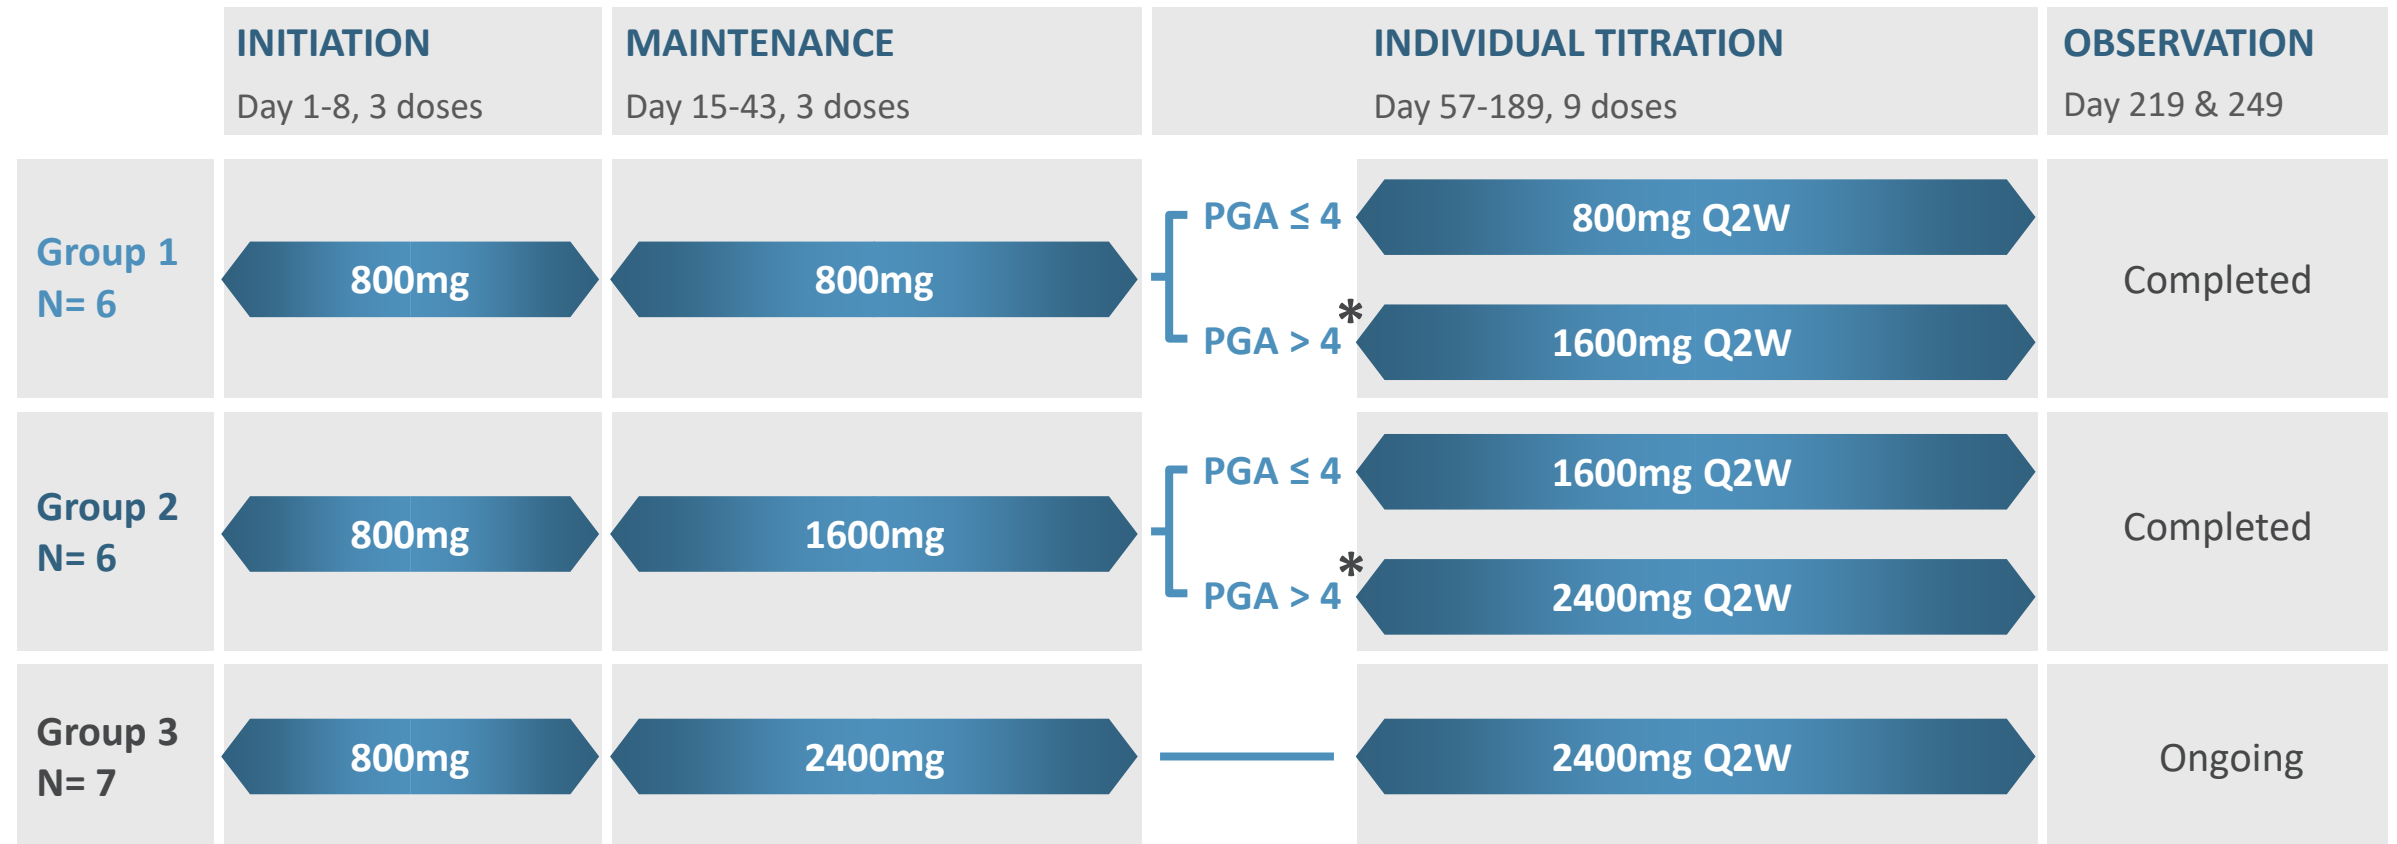 INITIATION
Day 1-8, 3 doses
MAINTENANCE
Day 15-43, 3 doses
INDIVIDUAL TITRATION
Day 57-189, 9 doses
OBSERVATION
Day 219 & 249
Group 1
N= 6
800mg
800mg
PGA ≤ 4
800mg Q2W
PGA > 4*
1600mg Q2W
Completed
Group 2
N= 6
800mg
1600mg
PGA ≤ 4
1600mg Q2W
PGA > 4*
2400mg Q2W
Completed
Group 3
N= 7
800mg
2400mg
2400mg Q2W
Ongoing